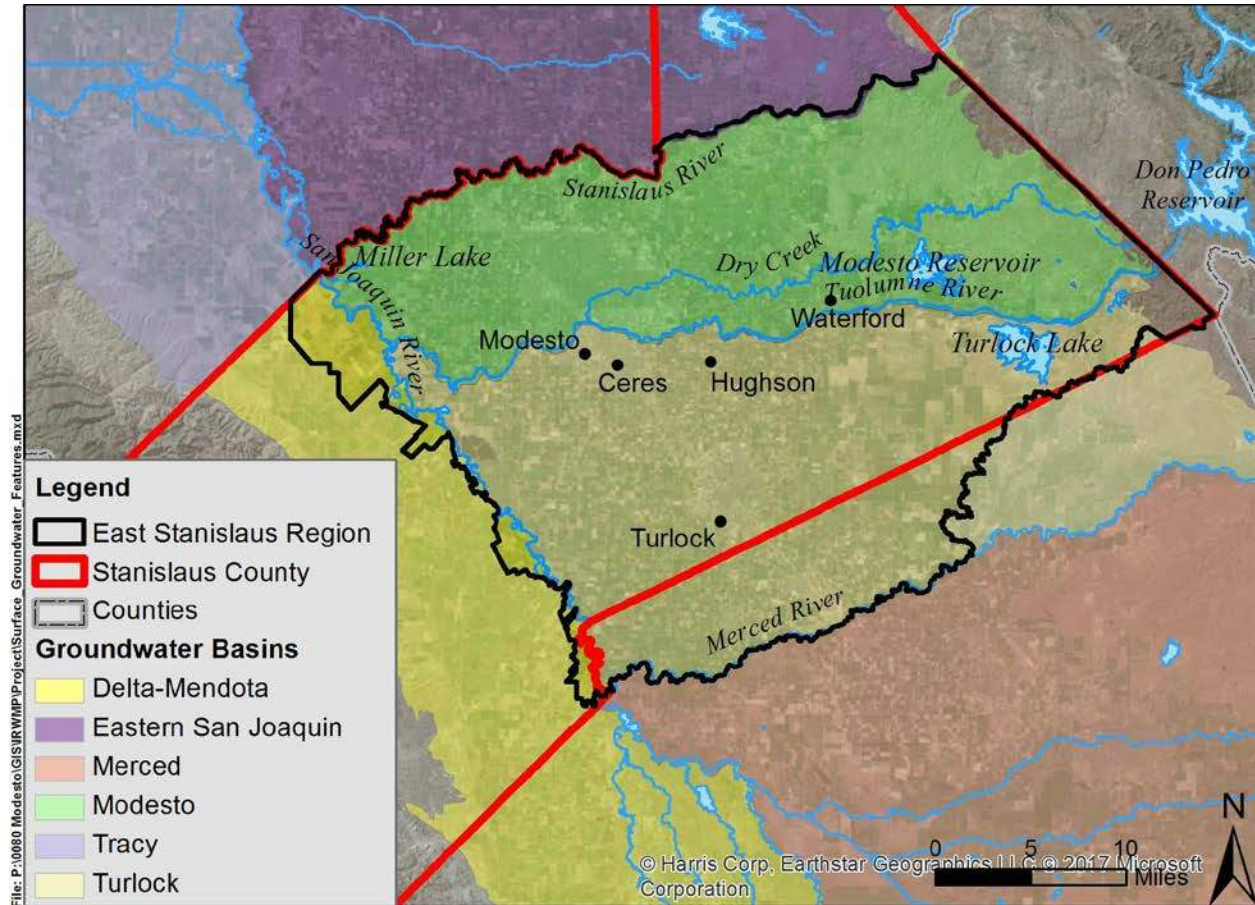 Don Pedro
Reservoir
Stanislaus River
San Joaquin River
Miller Lake
Dry Creek
Modesto Reservoir
Tuolumne River
Waterford
Modesto
Ceres
Hughson
Turlock Lake
Turlock
Merced River
File: P:\0080 Modesto\GIS\IRWMP\Project\Surface_Groundwater_Features.mxd
Legend
East Stanislaus Region
Stanislaus County
Counties
Groundwater Basins
Delta-Mendota
Eastern San Joaquin
Merced
Modesto
Tracy
Turlock
N
0 5 10
Miles
© Harris Corp, Earthstar Geographics LLC © 2017 Microsoft
Corporation